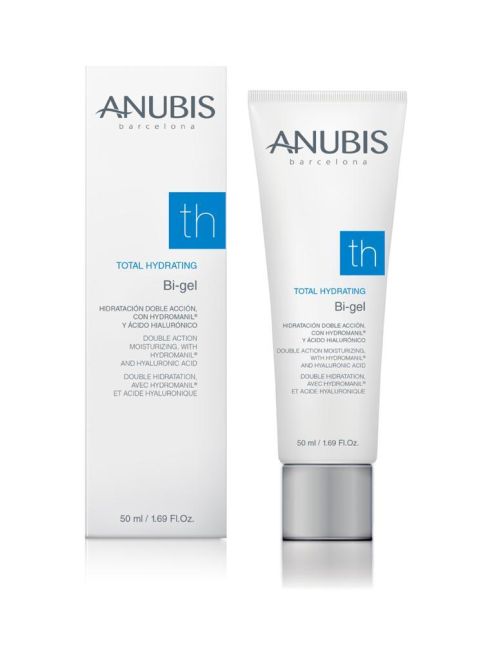 ANUBIS
barcelona
th
TOTAL HYDRATING
Bi-gel
HIDRATACIÓN DOBLE ACCIÓN,
CON HYDROMANIL®
Y ÁCIDO HIALURÓNICO
DOUBLE ACTION
MOISTURIZING, WITH
HYDROMANIL®
AND HYALURONIC ACID
DOUBLE HIDRATATION,
AVEC HYDROMANIL®
ET ACIDE HYALURONIQUE
50 ml / 1.69 Fl.Oz.
ANUBIS
barcelona
th
TOTAL HYDRATING
Bi-gel
HIDRATACIÓN DOBLE ACCIÓN,
CON HYDROMANIL®
Y ÁCIDO HIALURÓNICO
DOUBLE ACTION MOISTURIZING,
WITH HYDROMANIL®
AND HYALURONIC ACID
DOUBLE HIDRATATION,
AVEC HYDROMANIL®
ET ACIDE HYALURONIQUE
50 ml / 1.69 Fl.Oz.